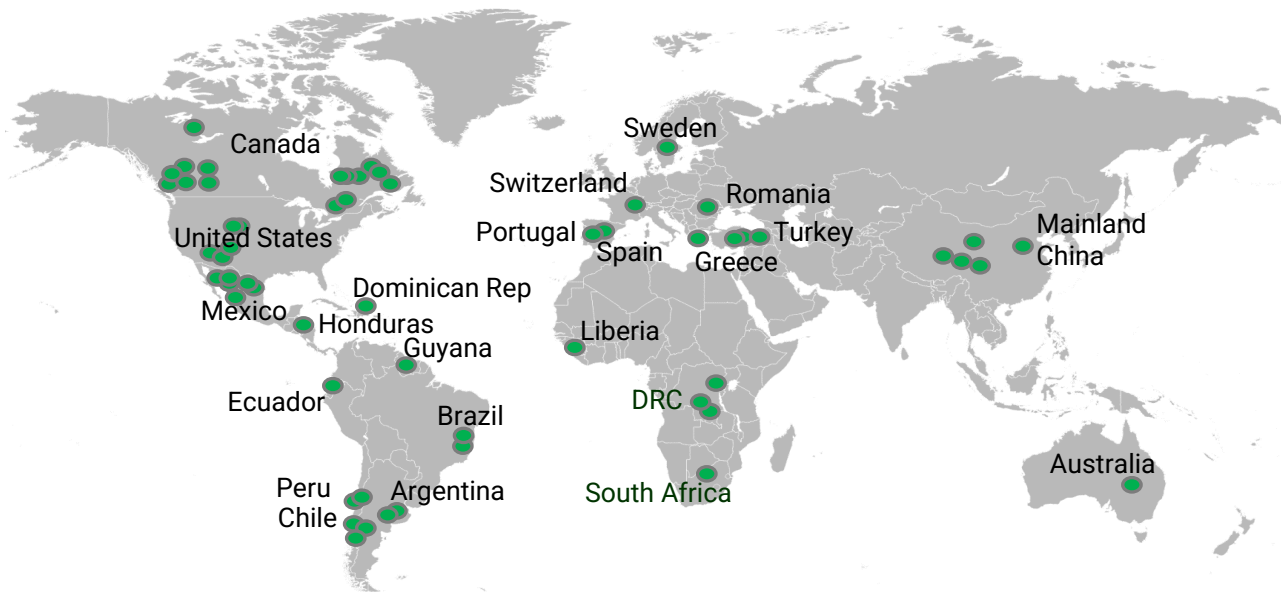 Canada
Sweden
Switzerland
Romania
Portugal
Spain
Greece
Turkey
Mainland
China
United States
Mexico
Dominican Rep
Honduras
Guyana
Liberia
Ecuador
DRC
Brazil
Peru
Chile
Argentina
South Africa
Australia